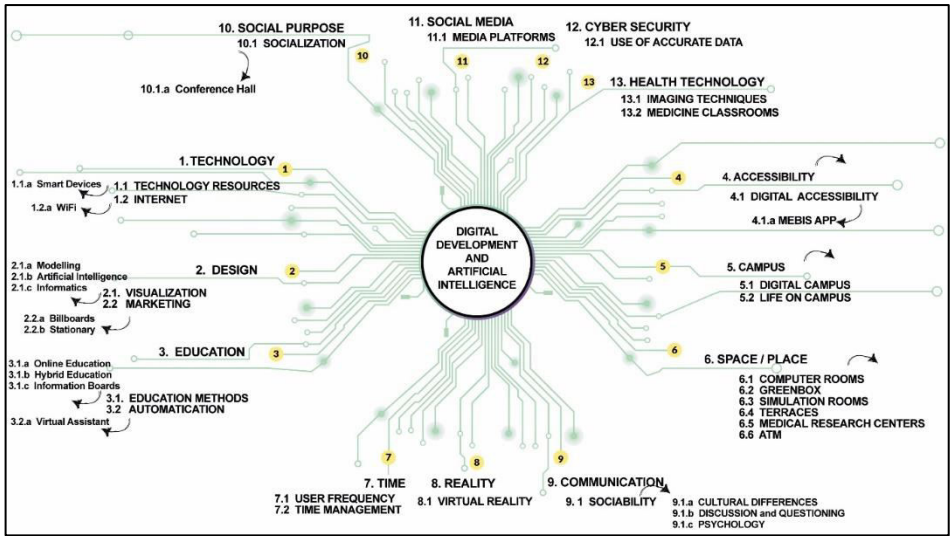 10. SOCIAL PURPOSE
10.1 SOCIALIZATION
10.1.a Conference Hall
10
11. SOCIAL MEDIA
11.1 MEDIA PLATFORMS
11
12. CYBER SECURITY
12.1 USE OF ACCURATE DATA
12
13
13. HEALTH TECHNOLOGY
13.1 IMAGING TECHNIQUES
13.2 MEDICINE CLASSROOMS
1. TECHNOLOGY
1
1.1.a Smart Devices
1.1 TECHNOLOGY RESOURCES
1.2 INTERNET
1.2.a WiFi
4
4. ACCESSIBILITY
4.1 DIGITAL ACCESSIBILITY
4.1.a MEBIS APP
DIGITAL
DEVELOPMENT
AND
ARTIFICIAL
INTELLIGENCE
2.1.a Modelling
2.1.b Artificial Intelligence
2.1.c Informatics
2. DESIGN
2
2.1. VISUALIZATION
2.2 MARKETING
2.2.a Billboards
2.2.b Stationary
5
5. CAMPUS
5.1 DIGITAL CAMPUS
5.2 LIFE ON CAMPUS
3. EDUCATION
3
3.1.a Online Education
3.1.b Hybrid Education
3.1.c Information Boards
3.1. EDUCATION METHODS
3.2 AUTOMATICATION
3.2.a Virtual Assistant
6
6. SPACE / PLACE
6.1 COMPUTER ROOMS
6.2 GREENBOX
6.3 SIMULATION ROOMS
6.4 TERRACES
6.5 MEDICAL RESEARCH CENTERS
6.6 ATM
7
7. TIME
7.1 USER FREQUENCY
7.2 TIME MANAGEMENT
8
8. REALITY
8.1 VIRTUAL REALITY
9
9. COMMUNICATION
9.1 SOCIABILITY
9.1.a CULTURAL DIFFERENCES
9.1.b DISCUSSION and QUESTIONING
9.1.c PSYCHOLOGY